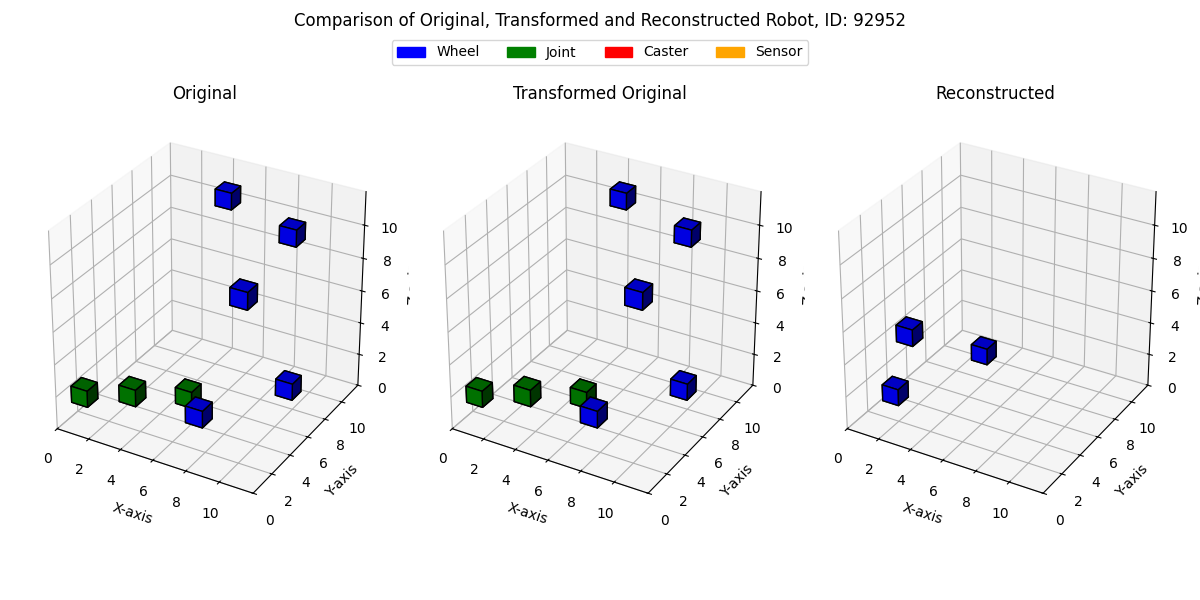 Comparison of Original, Transformed and Reconstructed Robot, ID: 92952
Wheel Joint Caster Sensor
Original
Transformed Original
Reconstructed
0 2 4 6 8 10
X-axis
0 2 4 6 8 10
Y-axis
0 2 4 6 8 10
0 2 4 6 8 10
X-axis
0 2 4 6 8 10
Y-axis
0 2 4 6 8 10
0 2 4 6 8 10
X-axis
0 2 4 6 8 10
Y-axis
0 2 4 6 8 10